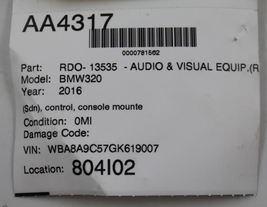 AA4317
0000781562
Part: RDO- 13535 - AUDIO & VISUAL EQUIP.(R
Model: BMW320
Year: 2016
(Sdn), control, console mounte
Condition: 0MI
Damage Code:
VIN: WBA8A9C57GK619007
Location: 804I02